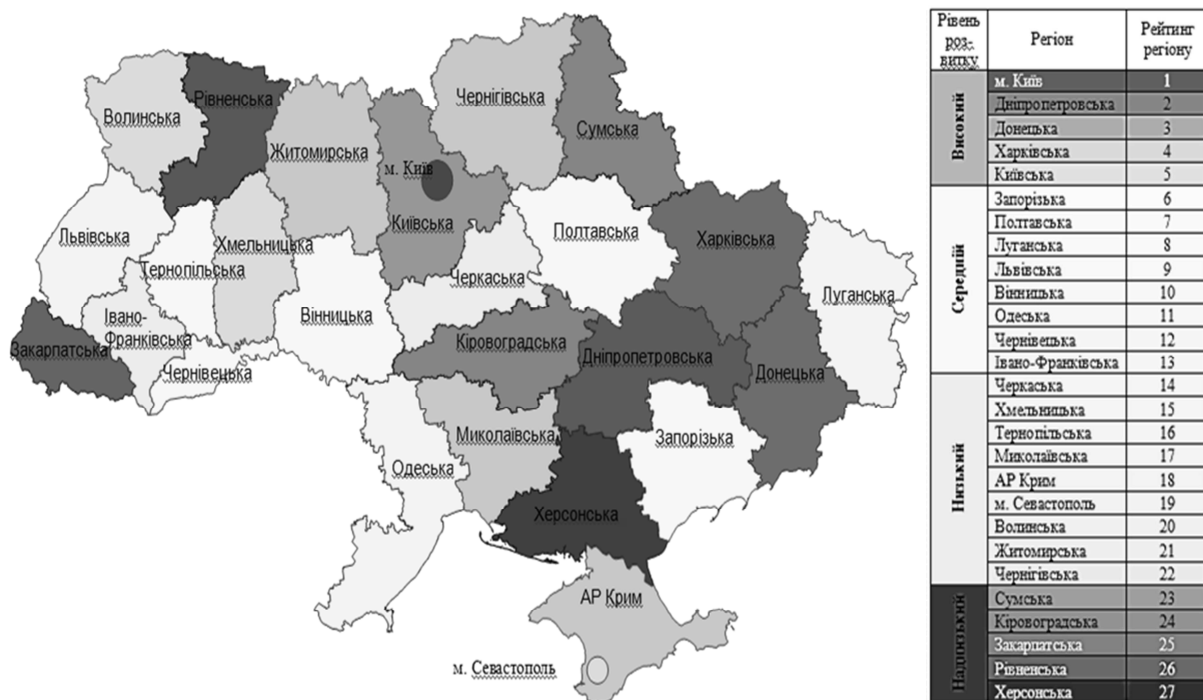 Волинська
Рівненська
Житомирська
м. Київ
Київська
Чернігівська
Сумська
Львівська
Тернопільська
Хмельницька
Вінницька
Черкаська
Полтавська
Харківська
Луганська
Івано-
Франківська
Закарпатська
Чернівецька
Кіровоградська
Дніпропетровська
Донецька
Миколаївська
Запорізька
Одеська
Херсонська
АР Крим
м. Севастополь
Рівень
роз-
витку
Регіон
Рейтинг
регіону
Високий
м. Київ 1
Дніпропетровська 2
Донецька 3
Харківська 4
Київська 5
Середній
Запорізька 6
Полтавська 7
Луганська 8
Львівська 9
Вінницька 10
Одеська 11
Чернівецька 12
Івано-Франківська 13
Низький
Черкаська 14
Хмельницька 15
Тернопільська 16
Миколаївська 17
АР Крим 18
м. Севастополь 19
Волинська 20
Житомирська 21
Чернігівська 22
Наднизький
Сумська 23
Кіровоградська 24
Закарпатська 25
Рівненська 26
Херсонська 27